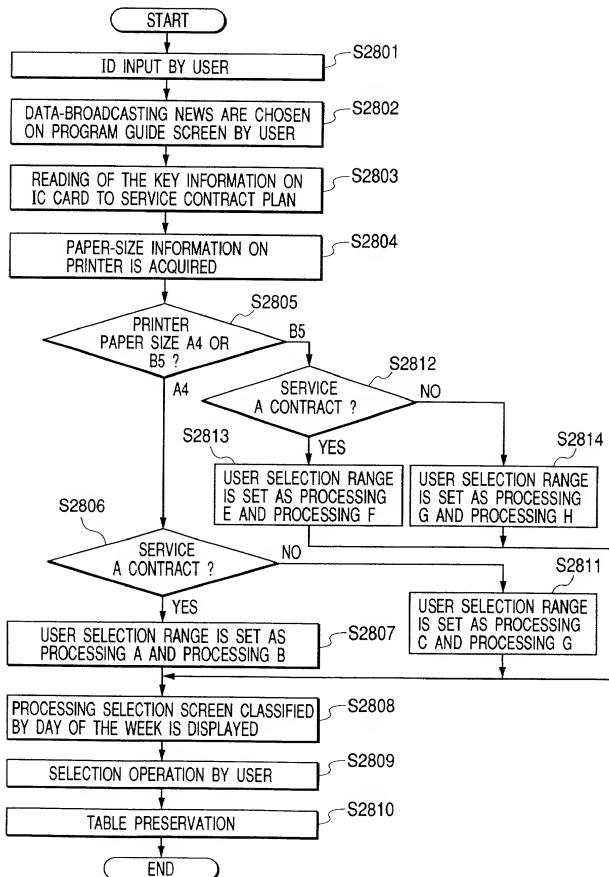 START
ID INPUT BY USER
S2801
DATA-BROADCASTING NEWS ARE CHOSEN
ON PROGRAM GUIDE SCREEN BY USER
S2802
READING OF THE KEY INFORMATION ON
IC CARD TO SERVICE CONTRACT PLAN
S2803
PAPER-SIZE INFORMATION ON
PRINTER IS ACQUIRED
S2804
S2805
PRINTER
PAPER SIZE A4 OR
B5 ?
B5
A4
S2812
SERVICE
A CONTRACT ?
NO
YES
S2813
USER SELECTION RANGE
IS SET AS PROCESSING
E AND PROCESSING F
S2814
USER SELECTION RANGE
IS SET AS PROCESSING
G AND PROCESSING H
S2806
SERVICE
A CONTRACT ?
NO
YES
S2811
USER SELECTION RANGE
IS SET AS PROCESSING
C AND PROCESSING G
USER SELECTION RANGE IS SET AS
PROCESSING A AND PROCESSING B
S2807
PROCESSING SELECTION SCREEN CLASSIFIED
BY DAY OF THE WEEK IS DISPLAYED
S2808
SELECTION OPERATION BY USER
S2809
TABLE PRESERVATION
S2810
END